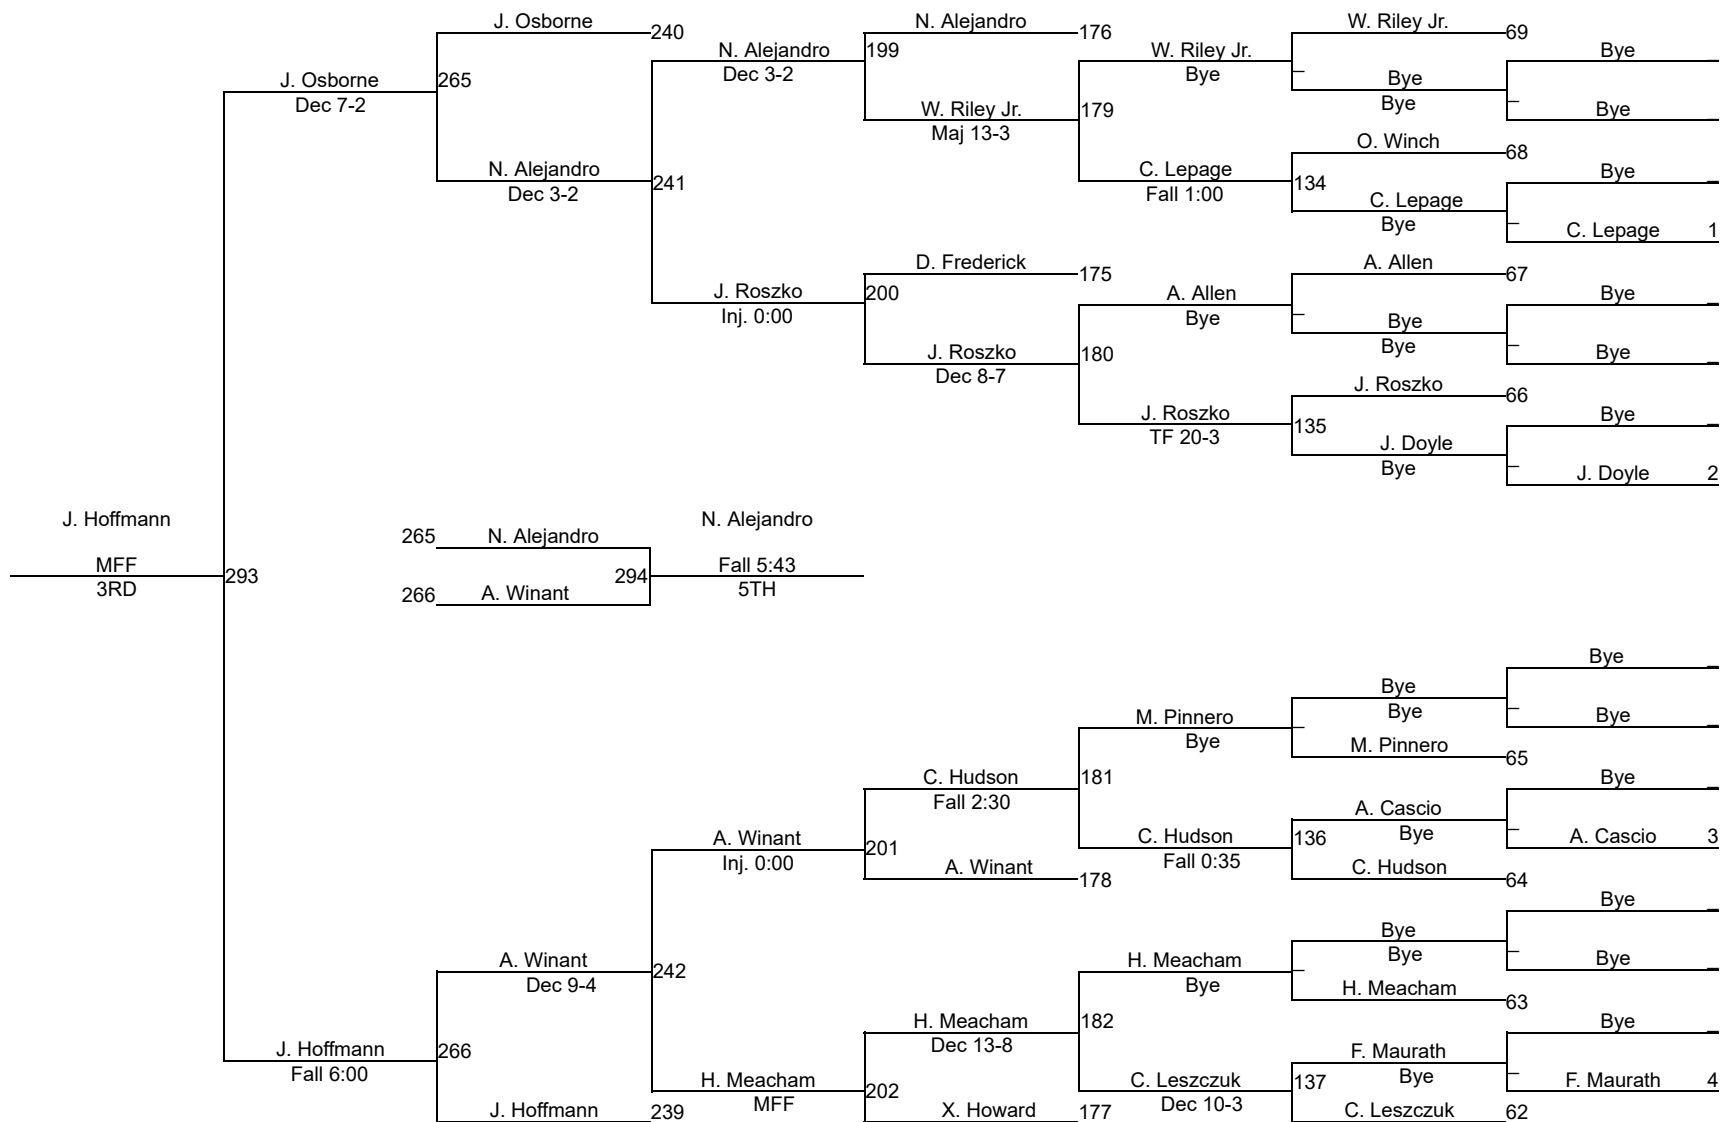 J. Osborne
N. Alejandro
W. Riley Jr.
240
176
69
N. Alejandro
199
W. Riley Jr.
Bye
265
Dec 3-2
Bye
Bye
J. Osborne
Bye
Dec 7-2
W. Riley Jr.
179
Bye
Maj 13-3
O. Winch
68
N. Alejandro
C. Lepage
Bye
241
134
Dec 3-2
Fall 1:00
C. Lepage
Bye
C. Lepage
1
D. Frederick
A. Allen
175
67
J. Roszko
200
A. Allen
Bye
Inj. 0:00
Bye
Bye
J. Roszko
180
Bye
Bye
Dec 8-7
J. Roszko
66
J. Roszko
Bye
135
TF 20-3
J. Doyle
Bye
J. Doyle
2
J. Hoffmann
N. Alejandro
265
N. Alejandro
MFF
293
294
Fall 5:43
3RD
266
A. Winant
5TH
Bye
Bye
M. Pinnero
Bye
Bye
Bye
M. Pinnero
65
C. Hudson
181
Bye
Fall 2:30
A. Cascio
A. Winant
C. Hudson
136
Bye
A. Cascio
3
Inj. 0:00
201
Fall 0:35
A. Winant
178
C. Hudson
64
Bye
Bye
A. Winant
H. Meacham
Bye
Bye
242
Dec 9-4
Bye
H. Meacham
63
H. Meacham
182
Bye
J. Hoffmann
266
Dec 13-8
F. Maurath
Fall 6:00
H. Meacham
C. Leszczuk
137
Bye
F. Maurath
4
202
J. Hoffmann
239
MFF
X. Howard
177
Dec 10-3
C. Leszczuk
62